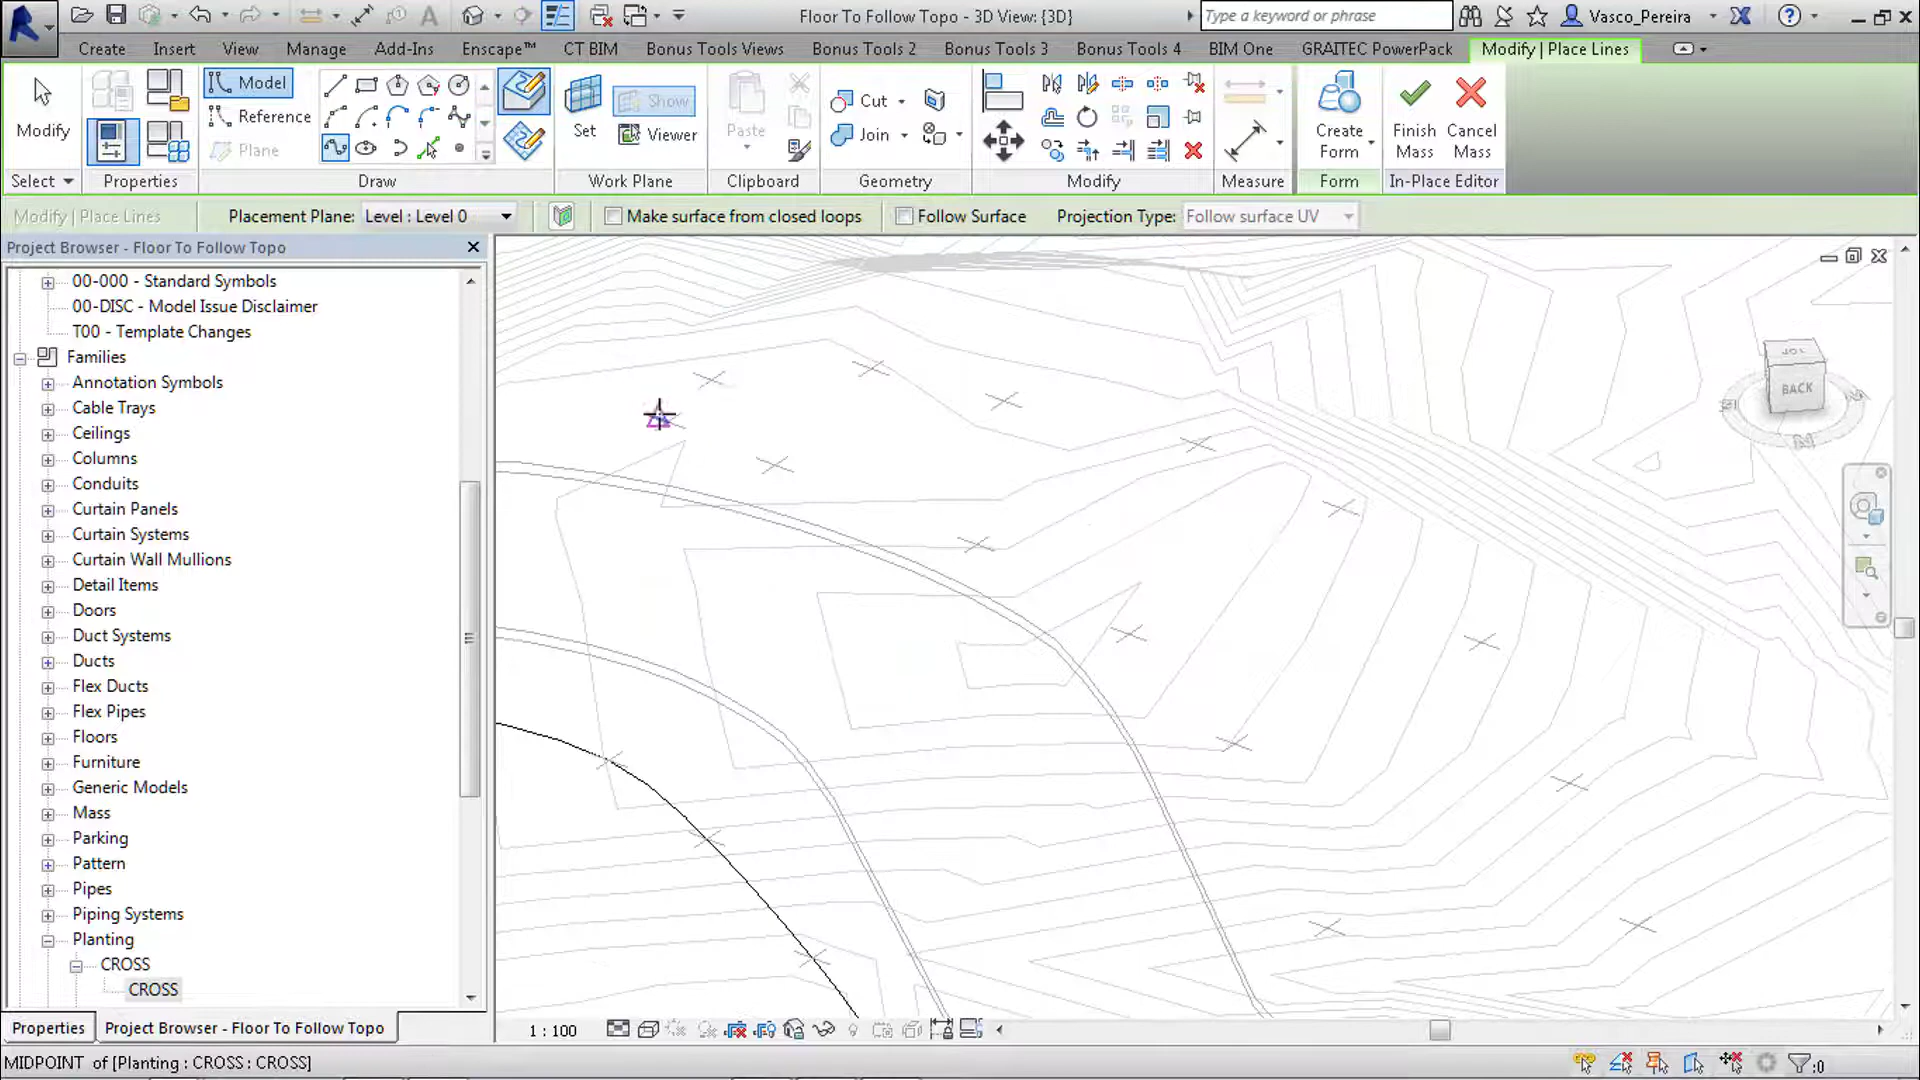 Floor To Follow Topo - 3D View: {3D}
Type a keyword or phrase
Vasco_Pereira
Create Insert View Manage Add-Ins Enscape™ CT BIM Bonus Tools Views Bonus Tools 2 Bonus Tools 3 Bonus Tools 4 BIM One GRAITEC PowerPack Modify | Place Lines
Modify
Model
Reference
Plane
Set
Show
Viewer
Paste
Cut
Join
Create Form
Finish Mass
Cancel Mass
Select Properties Draw Work Plane Clipboard Geometry Modify Measure Form In-Place Editor
Modify | Place Lines Placement Plane: Level : Level 0 Make surface from closed loops Follow Surface Projection Type: Follow surface UV
Project Browser - Floor To Follow Topo
00-000 - Standard Symbols
00-DISC - Model Issue Disclaimer
T00 - Template Changes
Families
Annotation Symbols
Cable Trays
Ceilings
Columns
Conduits
Curtain Panels
Curtain Systems
Curtain Wall Mullions
Detail Items
Doors
Duct Systems
Ducts
Flex Ducts
Flex Pipes
Floors
Furniture
Generic Models
Mass
Parking
Pattern
Pipes
Piping Systems
Planting
CROSS
CROSS
TOP
BACK
Properties Project Browser - Floor To Follow Topo
1 : 100
MIDPOINT of [Planting : CROSS : CROSS]
:0